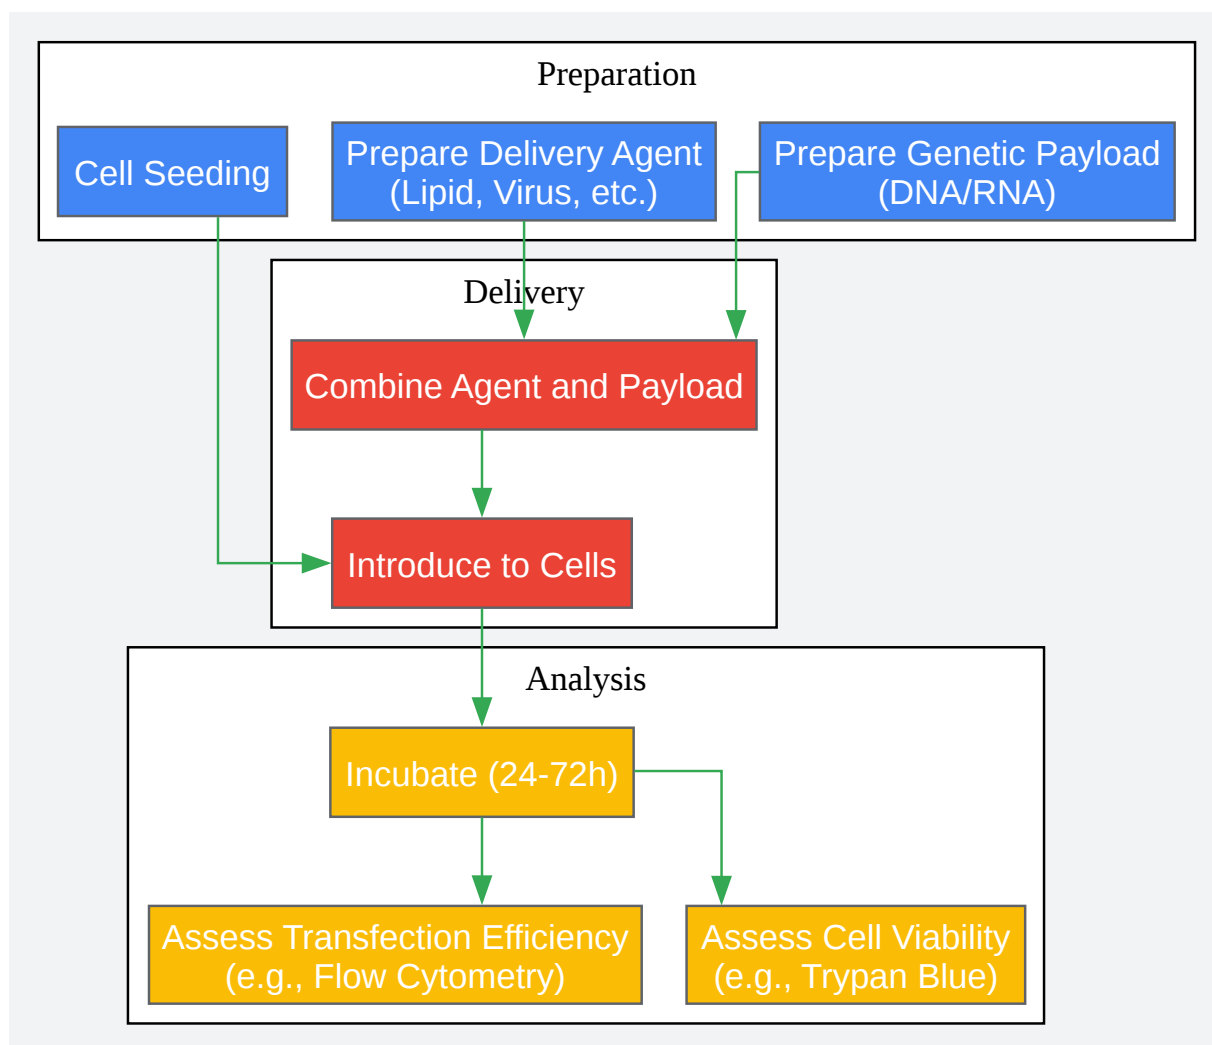 Preparation
Cell Seeding
Prepare Delivery Agent
(Lipid, Virus, etc.)
Prepare Genetic Payload
(DNA/RNA)
Delivery
Combine Agent and Payload
Introduce to Cells
Analysis
Incubate (24-72h)
Assess Transfection Efficiency
(e.g., Flow Cytometry)
Assess Cell Viability
(e.g., Trypan Blue)